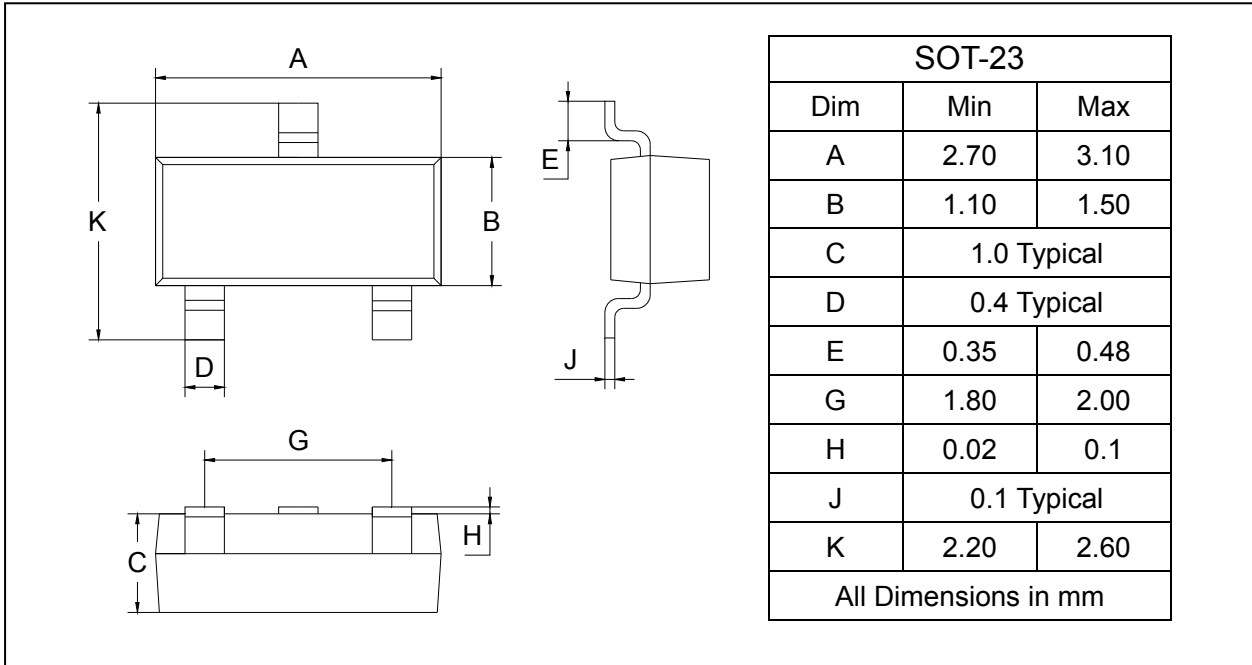 A
K
B
D
E
J
G
C
H
SOT-23
Dim Min Max
A 2.70 3.10
B 1.10 1.50
C 1.0 Typical
D 0.4 Typical
E 0.35 0.48
G 1.80 2.00
H 0.02 0.1
J 0.1 Typical
K 2.20 2.60
All Dimensions in mm